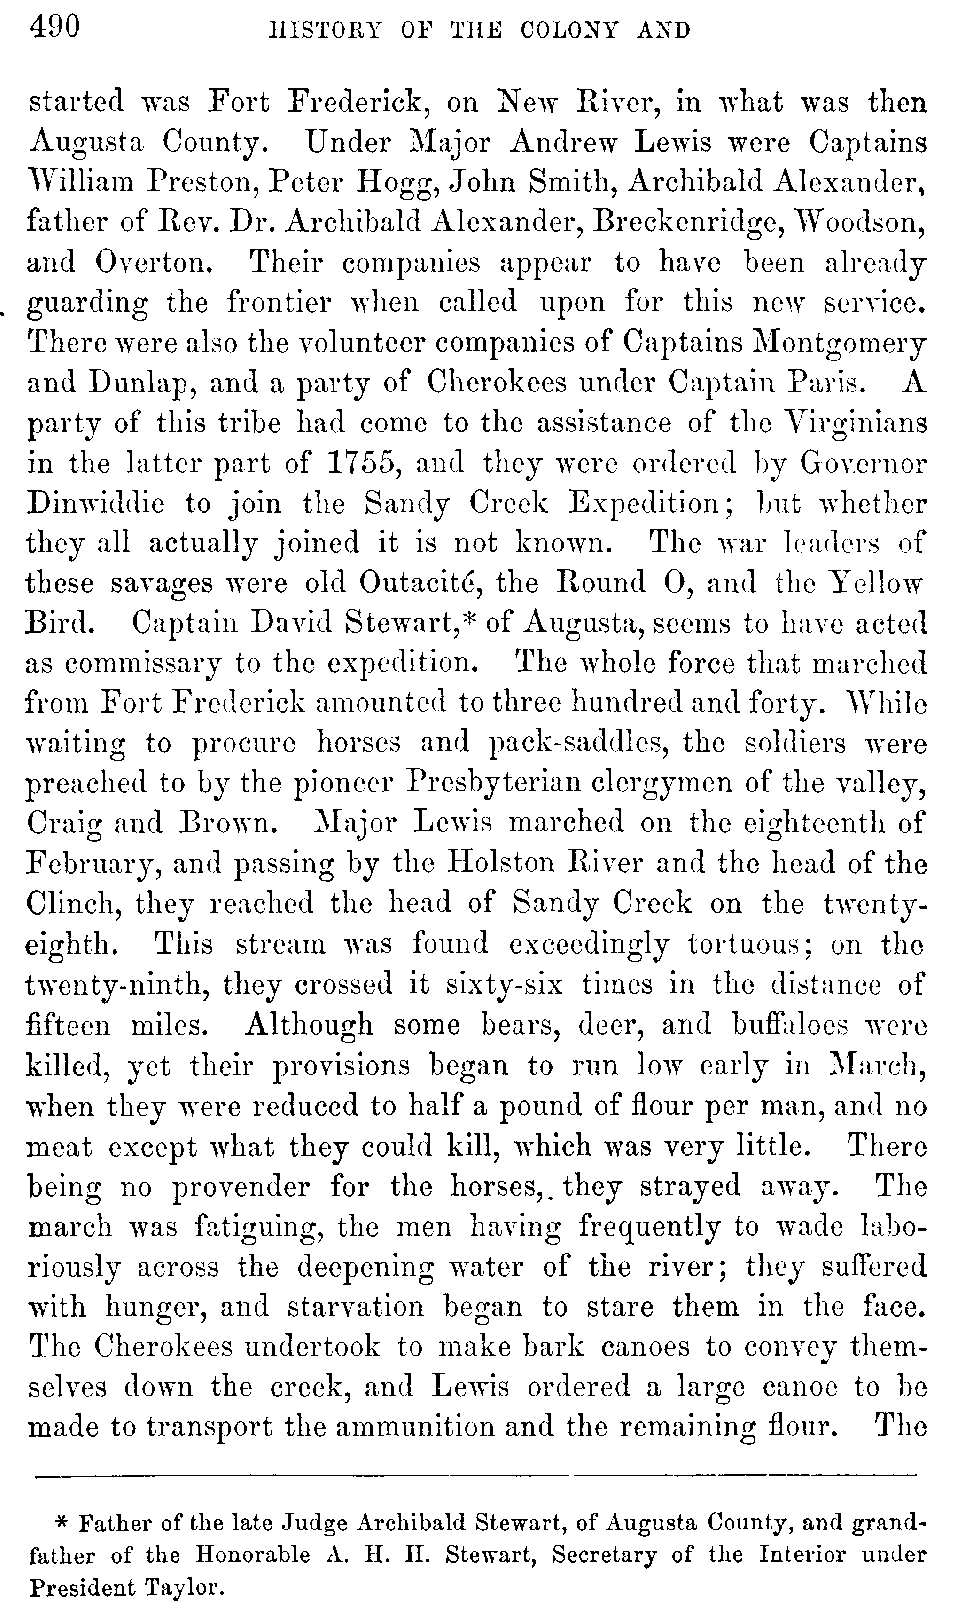 490 HISTORY OF THE COLONY AND
started was Fort Frederick, on New River, in what was then
Augusta County. Under Major Andrew Lewis were Captains
William Preston, Peter Hogg, John Smith, Archibald Alexander,
father of Rev. Dr. Archibald Alexander, Breckenridge, Woodson,
and Overton. Their companies appear to have been already
guarding the frontier when called upon for this new service.
There were also the volunteer companies of Captains Montgomery
and Dunlap, and a party of Cherokees under Captain Paris. A
party of this tribe had come to the assistance of the Virginians
in the latter part of 1755, and they were ordered by Governor
Dinwiddie to join the Sandy Creek Expedition; but whether
they all actually joined it is not known. The war leaders of
these savages were old Outacité, the Round O, and the Yellow
Bird. Captain David Stewart,* of Augusta, seems to have acted
as commissary to the expedition. The whole force that marched
from Fort Frederick amounted to three hundred and forty. While
waiting to procure horses and pack-saddles, the soldiers were
preached to by the pioneer Presbyterian clergymen of the valley,
Craig and Brown. Major Lewis marched on the eighteenth of
February, and passing by the Holston River and the head of the
Clinch, they reached the head of Sandy Creek on the twenty-
eighth. This stream was found exceedingly tortuous; on the
twenty-ninth, they crossed it sixty-six times in the distance of
fifteen miles. Although some bears, deer, and buffaloes were
killed, yet their provisions began to run low early in March,
when they were reduced to half a pound of flour per man, and no
meat except what they could kill, which was very little. There
being no provender for the horses, they strayed away. The
march was fatiguing, the men having frequently to wade labo-
riously across the deepening water of the river; they suffered
with hunger, and starvation began to stare them in the face.
The Cherokees undertook to make bark canoes to convey them-
selves down the creek, and Lewis ordered a large canoe to be
made to transport the ammunition and the remaining flour. The
* Father of the late Judge Archibald Stewart, of Augusta County, and grand-
father of the Honorable A. H. H. Stewart, Secretary of the Interior under
President Taylor.